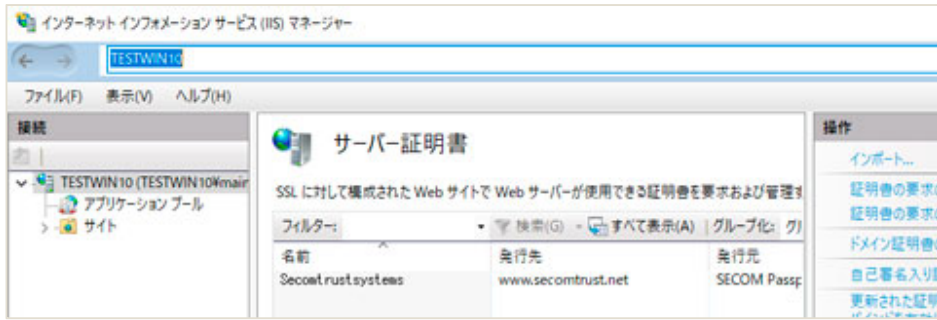 インターネット インフォメーション サービス (IIS) マネージャー
TESTWIN10
ファイル(F) 表示(V) ヘルプ(H)
接続
TESTWIN10 (TESTWIN10¥main
アプリケーション プール
サイト
サーバー証明書
SSL に対して構成された Web サイトで Web サーバーが使用できる証明書を要求および管理す
フィルター: 検索(G) すべて表示(A) グループ化: グ
名前 発行先 発行元
Secomtrustsystems www.secomtrust.net SECOM Passp
操作
インポート...
証明書の要求の
証明書の要求の
ドメイン証明書の
自己署名入り
更新された証明